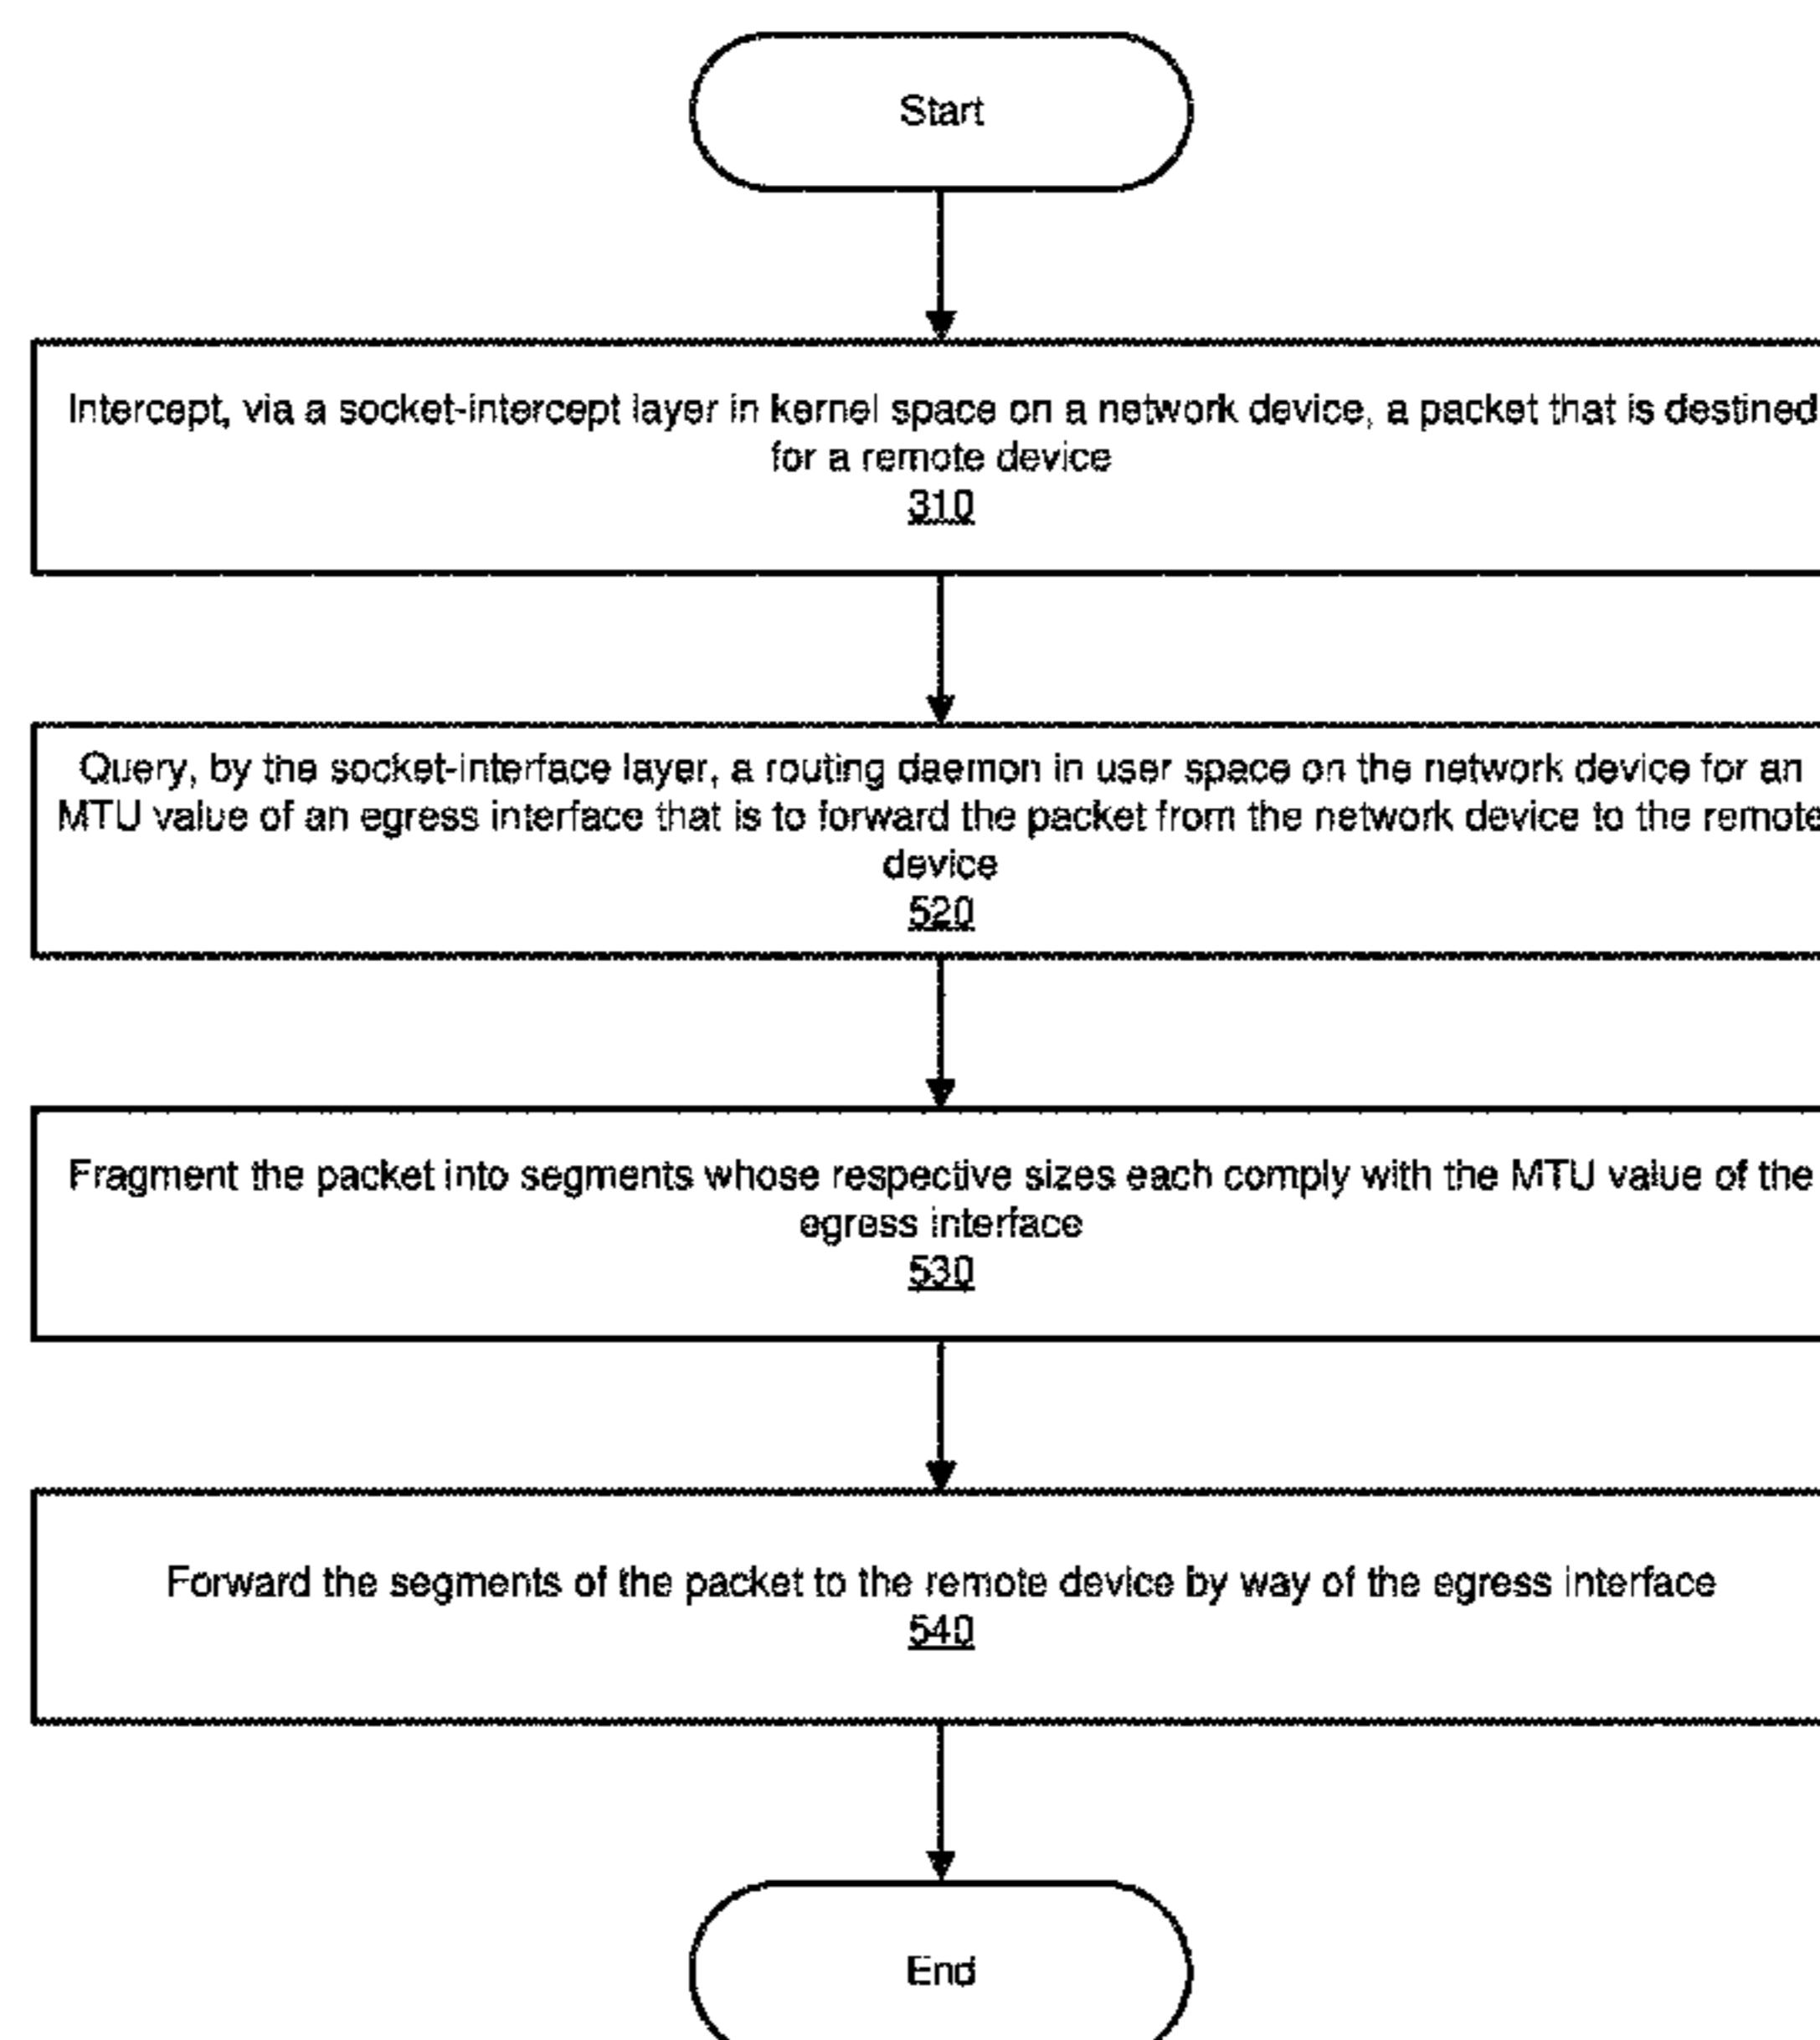 Start
Intercept, via a socket-intercept layer in kernel space on a network device, a packet that is destined
for a remote device
310
Query, by the socket-interface layer, a routing daemon in user space on the network device for an
MTU value of an egress interface that is to forward the packet from the network device to the remote
device
520
Fragment the packet into segments whose respective sizes each comply with the MTU value of the
egress interface
530
Forward the segments of the packet to the remote device by way of the egress interface
540
End